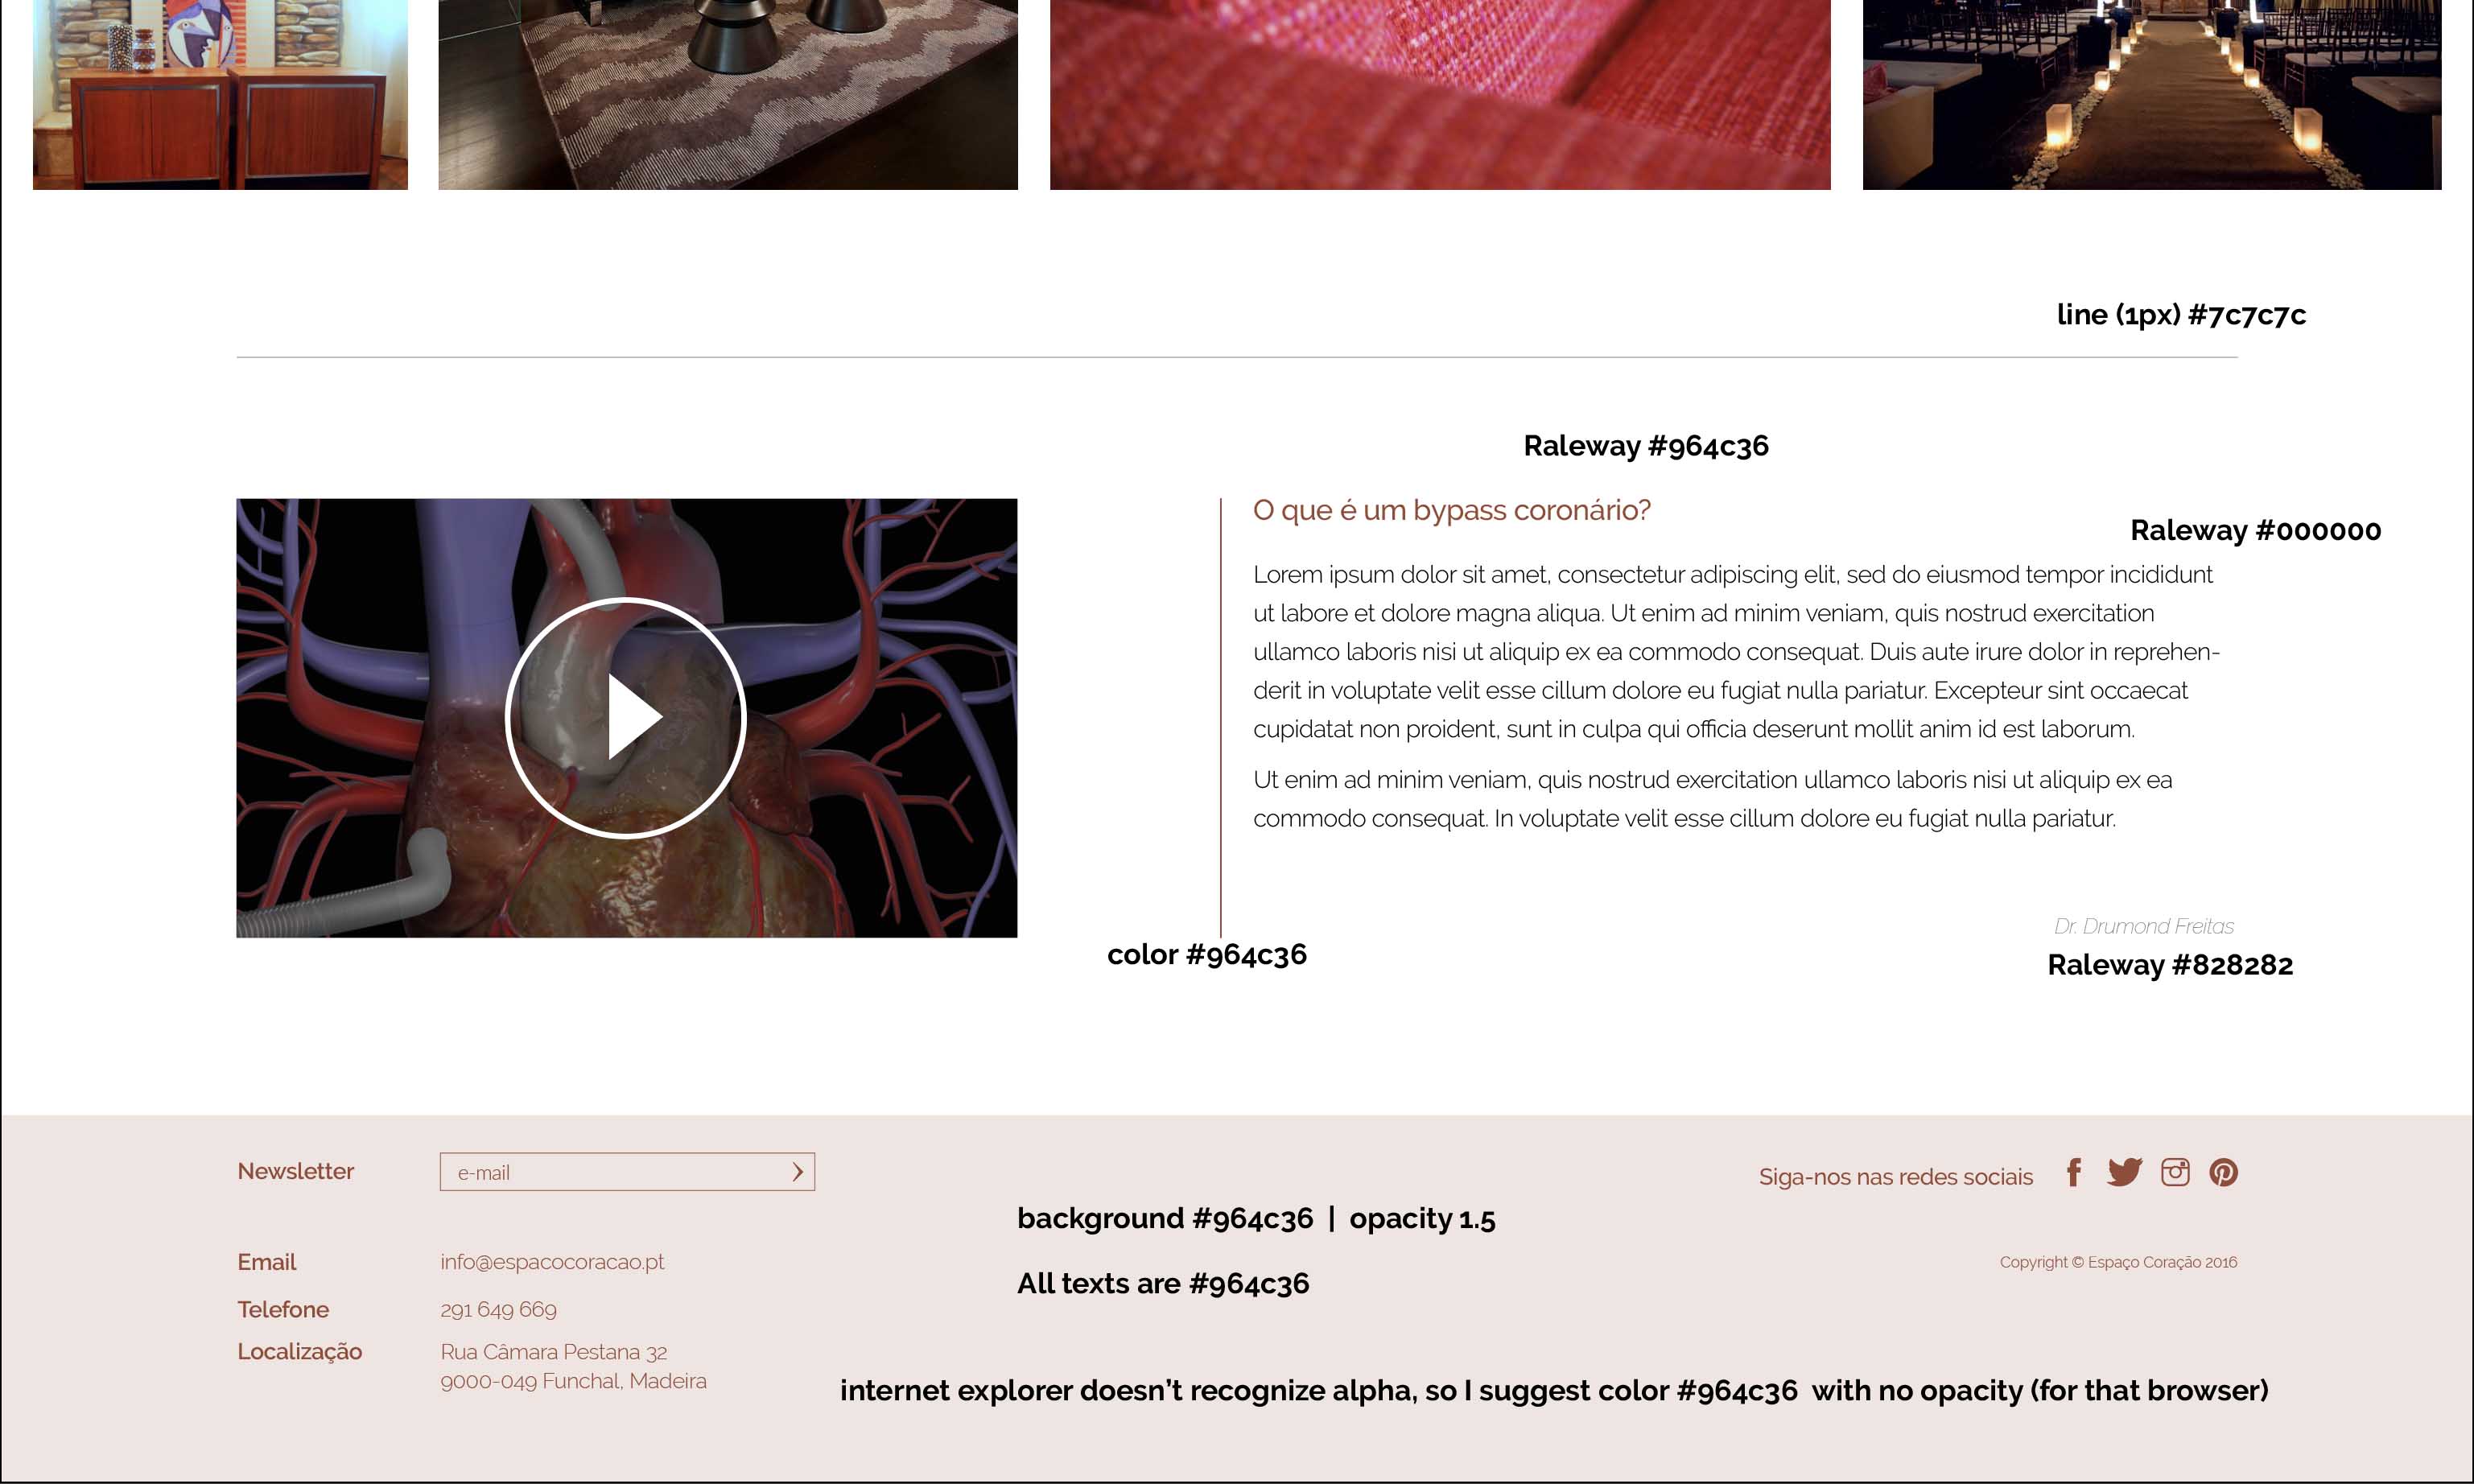 line (1px) #7c7c7c
Raleway #964c36
O que é um bypass coronário?
Raleway #000000
Lorem ipsum dolor sit amet, consectetur adipiscing elit, sed do eiusmod tempor incididunt
ut labore et dolore magna aliqua. Ut enim ad minim veniam, quis nostrud exercitation
ullamco laboris nisi ut aliquip ex ea commodo consequat. Duis aute irure dolor in reprehen-
derit in voluptate velit esse cillum dolore eu fugiat nulla pariatur. Excepteur sint occaecat
cupidatat non proident, sunt in culpa qui officia deserunt mollit anim id est laborum.
Ut enim ad minim veniam, quis nostrud exercitation ullamco laboris nisi ut aliquip ex ea
commodo consequat. In voluptate velit esse cillum dolore eu fugiat nulla pariatur.
Dr. Drumond Freitas
color #964c36
Raleway #828282
Newsletter
e-mail
Siga-nos nas redes sociais
background #964c36 | opacity 1.5
Email
info@espacocoracao.pt
Copyright © Espaço Coração 2016
All texts are #964c36
Telefone
291 649 669
Localização
Rua Câmara Pestana 32
9000-049 Funchal, Madeira
internet explorer doesn't recognize alpha, so I suggest color #964c36 with no opacity (for that browser)